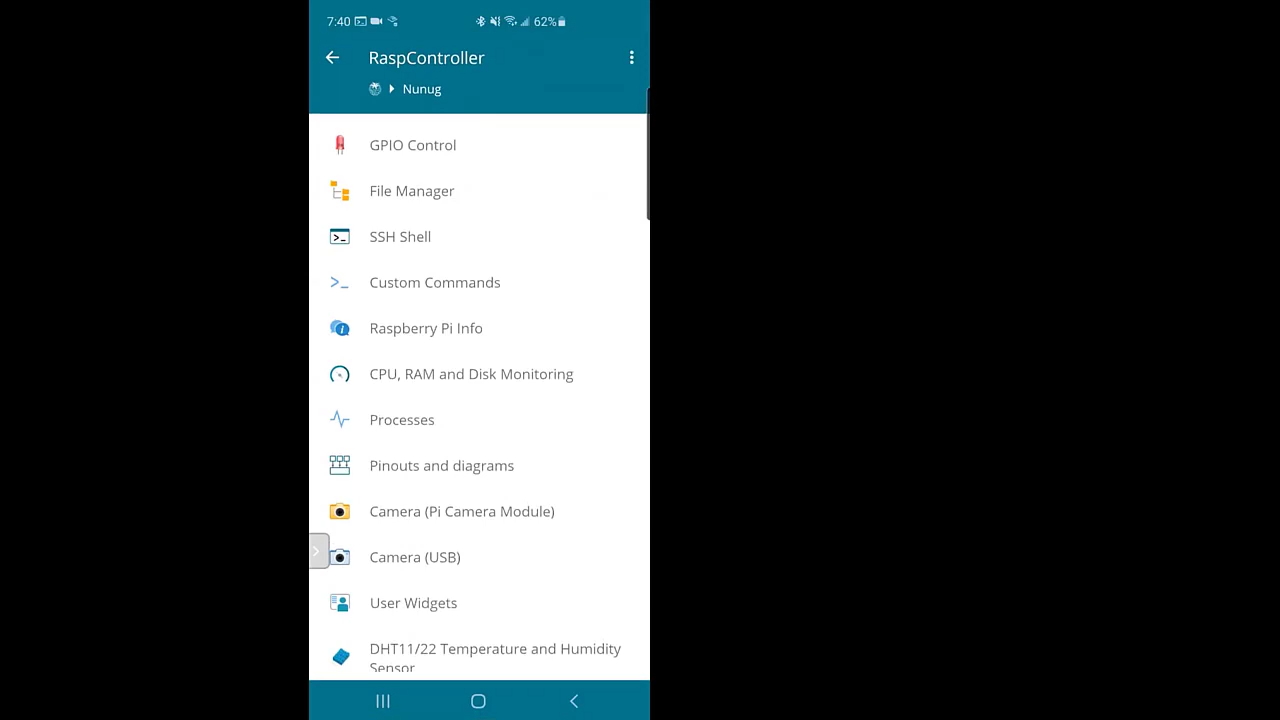 7:40 62%
RaspController
Nunug
GPIO Control
File Manager
SSH Shell
Custom Commands
Raspberry Pi Info
CPU, RAM and Disk Monitoring
Processes
Pinouts and diagrams
Camera (Pi Camera Module)
Camera (USB)
User Widgets
DHT11/22 Temperature and Humidity
Sensor